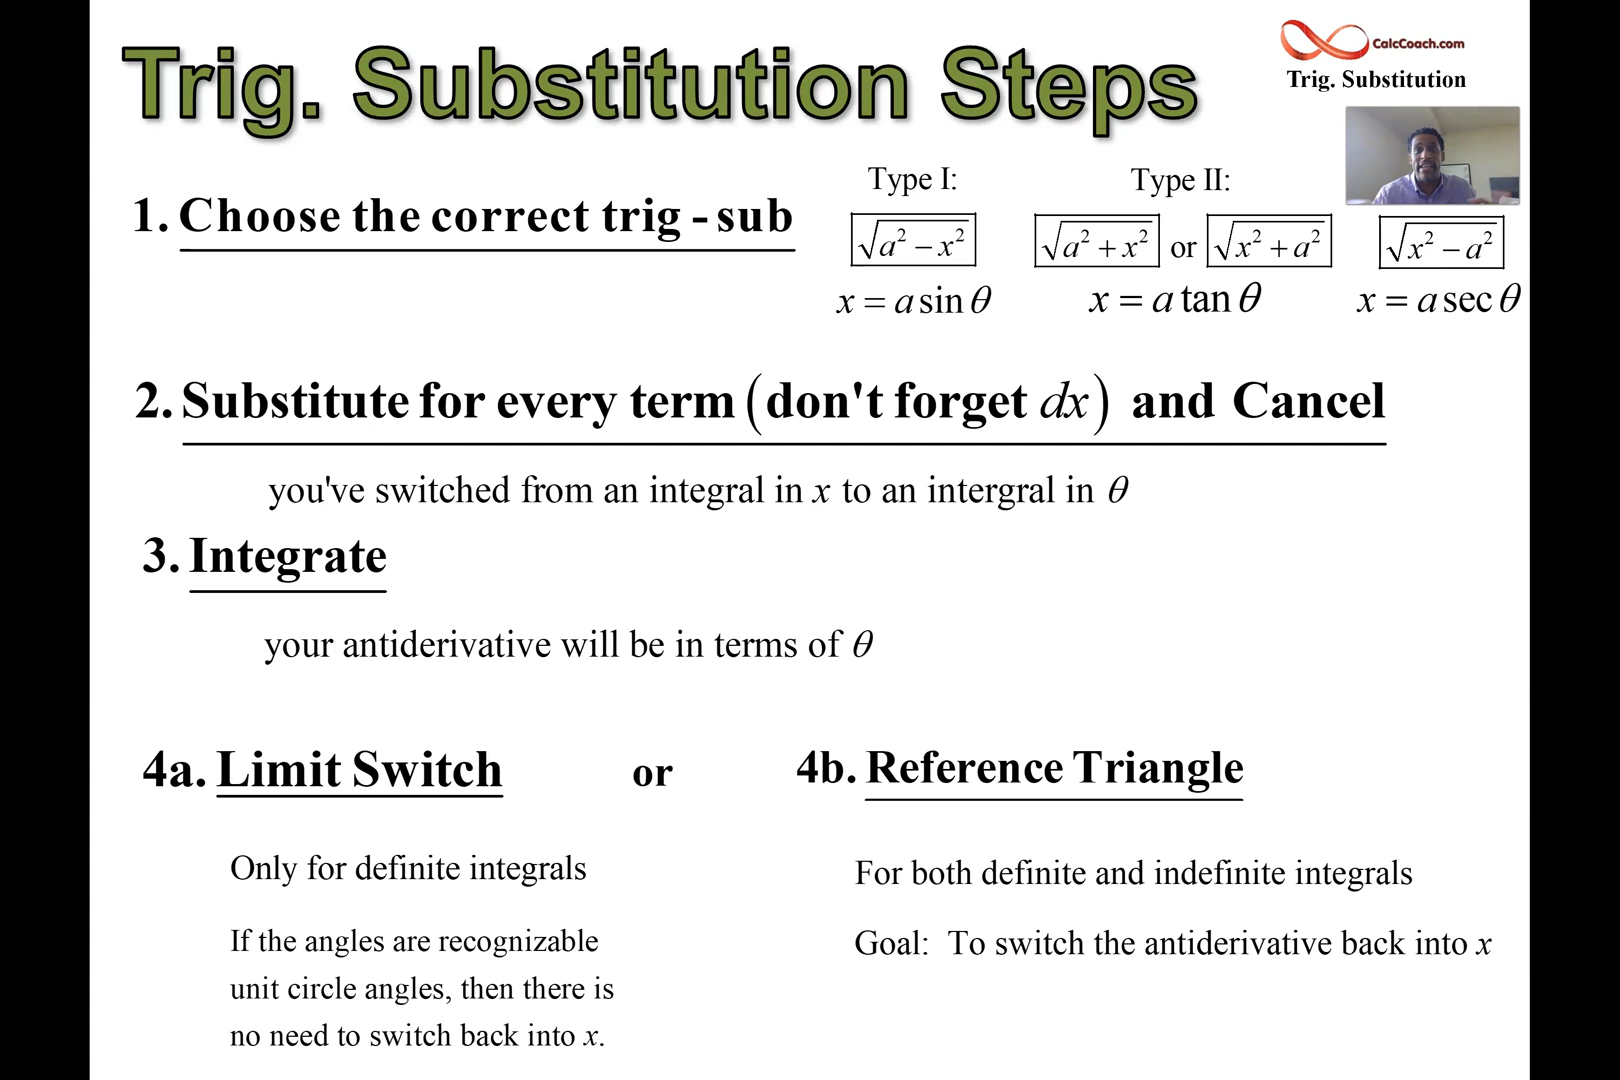 Trig. Substitution Steps
CalcCoach.com
Trig. Substitution
1. Choose the correct trig - sub
Type I:
√(a² − x²)
x = a sin θ
Type II:
√(a² + x²) or √(x² + a²)
x = a tan θ
√(x² − a²)
x = a sec θ
2. Substitute for every term (don't forget dx) and Cancel
you've switched from an integral in x to an intergral in θ
3. Integrate
your antiderivative will be in terms of θ
4a. Limit Switch or 4b. Reference Triangle
Only for definite integrals
If the angles are recognizable
unit circle angles, then there is
no need to switch back into x.
For both definite and indefinite integrals
Goal: To switch the antiderivative back into x